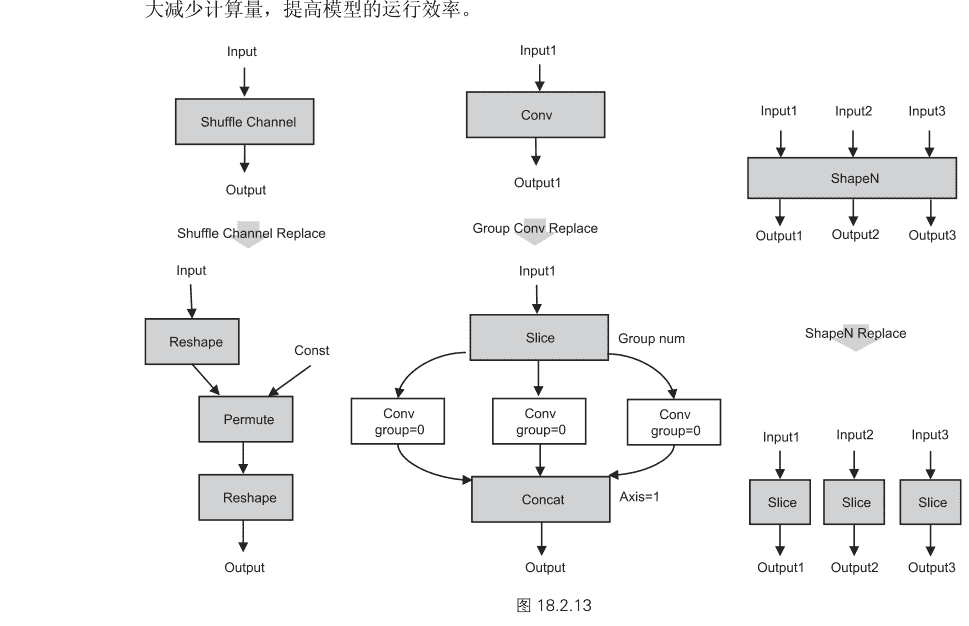 大减少计算量，提高模型的运行效率。
Input
Shuffle Channel
Output
Shuffle Channel Replace
Input
Reshape
Const
Permute
Reshape
Output
Input1
Conv
Output1
Group Conv Replace
Input1
Slice
Group num
Conv
group=0
Conv
group=0
Conv
group=0
Concat
Axis=1
Output
Input1 Input2 Input3
ShapeN
Output1 Output2 Output3
ShapeN Replace
Input1 Input2 Input3
Slice Slice Slice
Output1 Output2 Output3
图 18.2.13